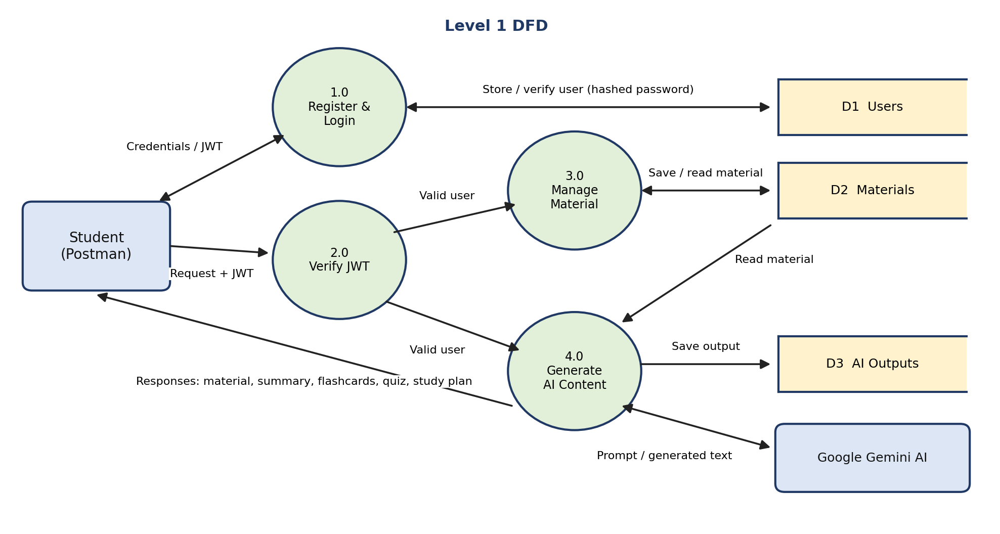 Level 1 DFD
1.0
Register &
Login
Store / verify user (hashed password)
D1  Users
Credentials / JWT
3.0
Manage
Material
Save / read material
D2  Materials
Valid user
Student
(Postman)
2.0
Verify JWT
Request + JWT
Read material
Valid user
4.0
Generate
AI Content
Save output
D3  AI Outputs
Responses: material, summary, flashcards, quiz, study plan
Prompt / generated text
Google Gemini AI